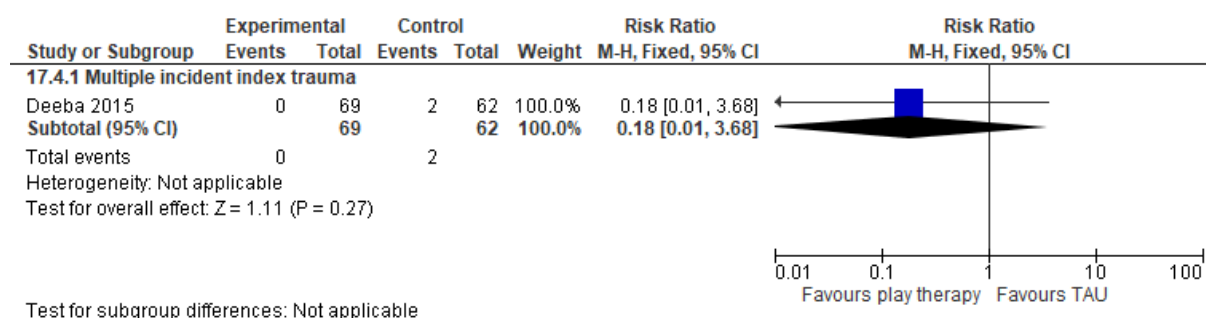 Experimental Control Risk Ratio Risk Ratio
Study or Subgroup Events Total Events Total Weight M-H, Fixed, 95% CI M-H, Fixed, 95% CI
17.4.1 Multiple incident index trauma
Deeba 2015 0 69 2 62 100.0% 0.18 [0.01, 3.68]
Subtotal (95% CI) 69 62 100.0% 0.18 [0.01, 3.68]
Total events 0 2
Heterogeneity: Not applicable
Test for overall effect: Z = 1.11 (P = 0.27)
0.01 0.1 1 10 100
Favours play therapy Favours TAU
Test for subgroup differences: Not applicable